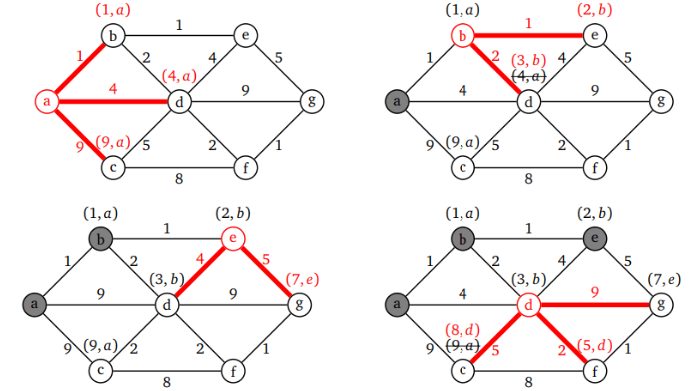 (1, a)
1
b
e
1
2
4
5
(4, a)
a
4
d
9
g
9
(9, a)
5
2
1
c
f
8
(1, a)
1
(2, b)
b
e
1
2
(3, b)
(4, a)
4
5
a
4
d
9
g
9
(9, a)
5
2
1
c
f
8
(1, a)
1
(2, b)
b
e
1
2
4
5
(3, b)
(7, e)
a
9
d
9
g
9
(9, a)
2
2
1
c
f
8
(1, a)
1
(2, b)
b
e
1
2
4
5
(3, b)
(7, e)
a
4
d
9
g
(8, d)
9
(9, a)
5
2
(5, d)
1
c
f
8